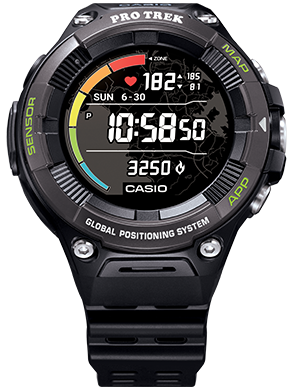 PRO TREK
SENSOR
MAP
ZONE
182 185
81
SUN 6-30
P 10:58 50
3250
CASIO
APP
GLOBAL POSITIONING SYSTEM